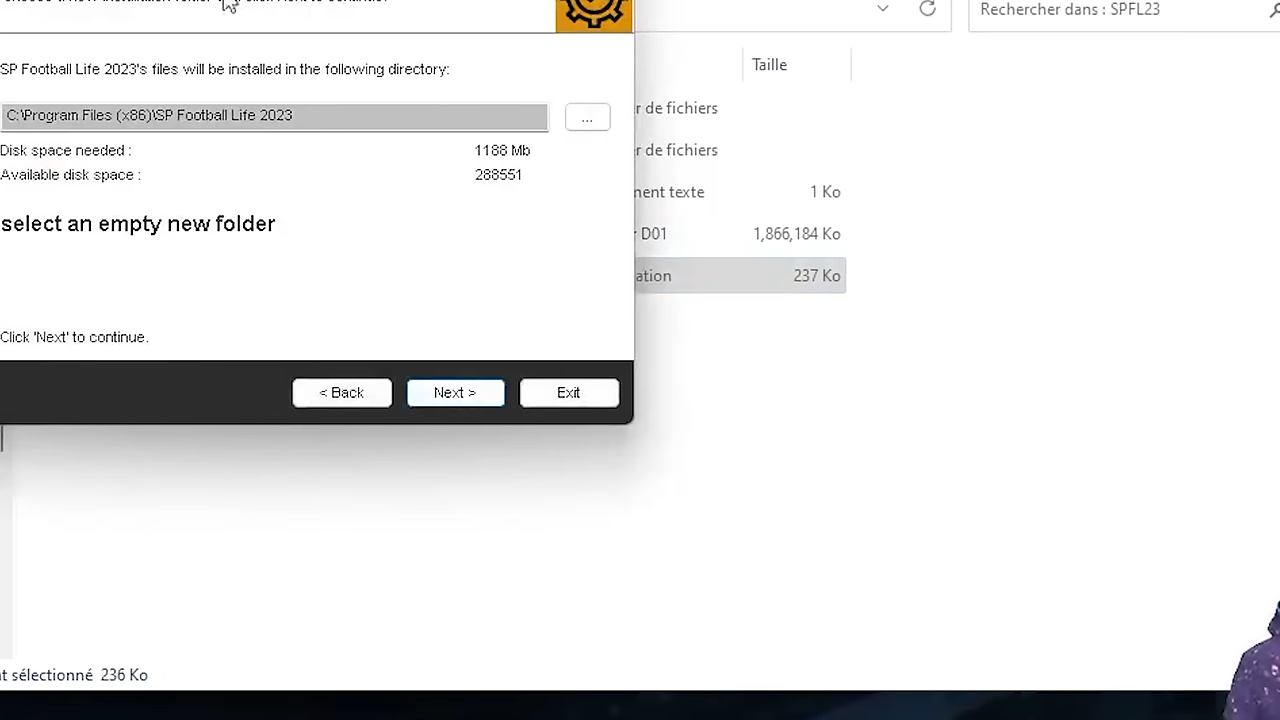 Rechercher dans : SPFL23
SP Football Life 2023's files will be installed in the following directory:
C:\Program Files (x86)\SP Football Life 2023
...
Disk space needed :
1188 Mb
Available disk space :
288551
select an empty new folder
Click 'Next' to continue.
< Back
Next >
Exit
Taille
de fichiers
de fichiers
texte
1 Ko
D01
1,866,184 Ko
237 Ko
sélectionné 236 Ko